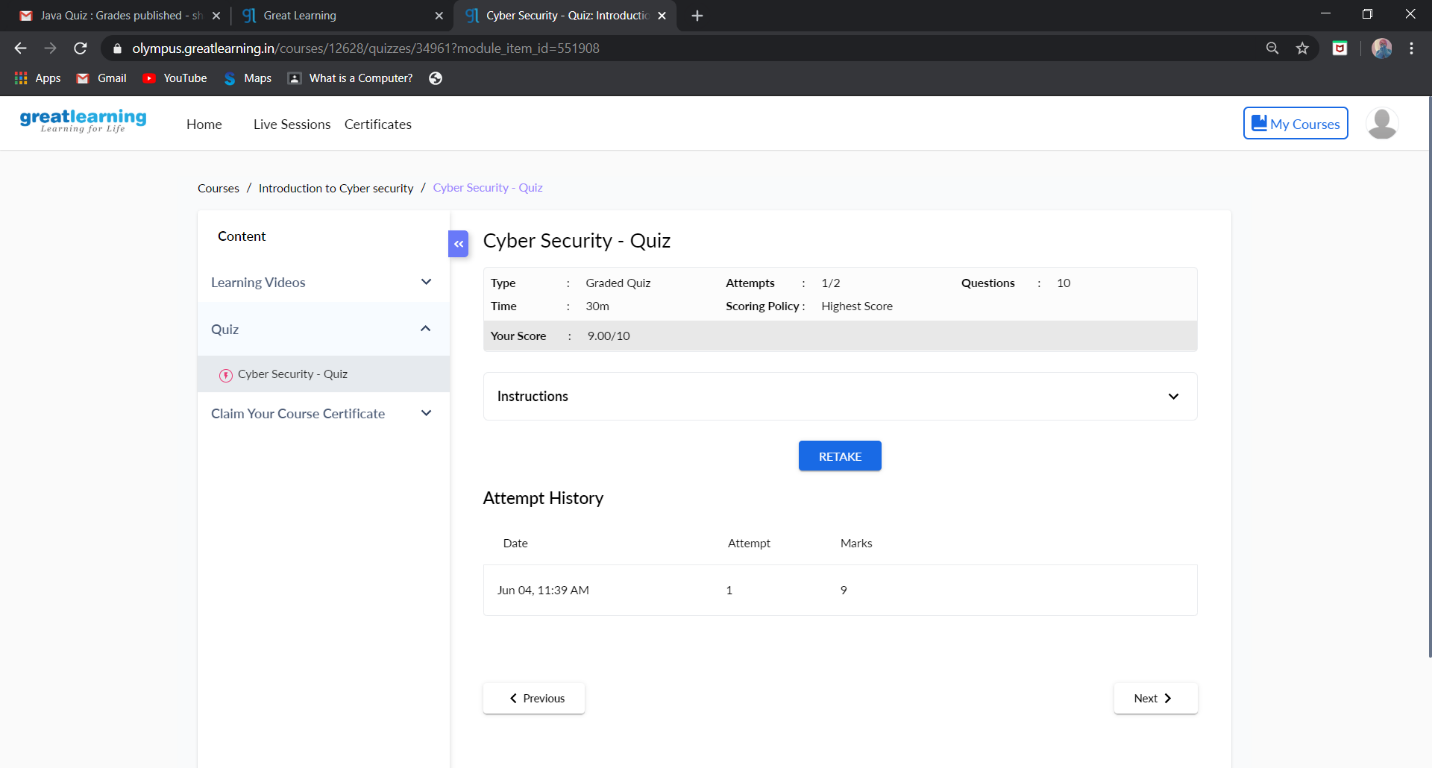 Java Quiz : Grades published - sh
Great Learning
Cyber Security - Quiz: Introductio
olympus.greatlearning.in/courses/12628/quizzes/34961?module_item_id=551908
Apps Gmail YouTube Maps What is a Computer?
greatlearning
Learning for Life
Home Live Sessions Certificates
My Courses
Courses / Introduction to Cyber security / Cyber Security - Quiz
Content
Learning Videos
Quiz
Cyber Security - Quiz
Claim Your Course Certificate
Cyber Security - Quiz
Type : Graded Quiz Attempts : 1/2 Questions : 10
Time : 30m Scoring Policy : Highest Score
Your Score : 9.00/10
Instructions
RETAKE
Attempt History
Date Attempt Marks
Jun 04, 11:39 AM 1 9
Previous Next